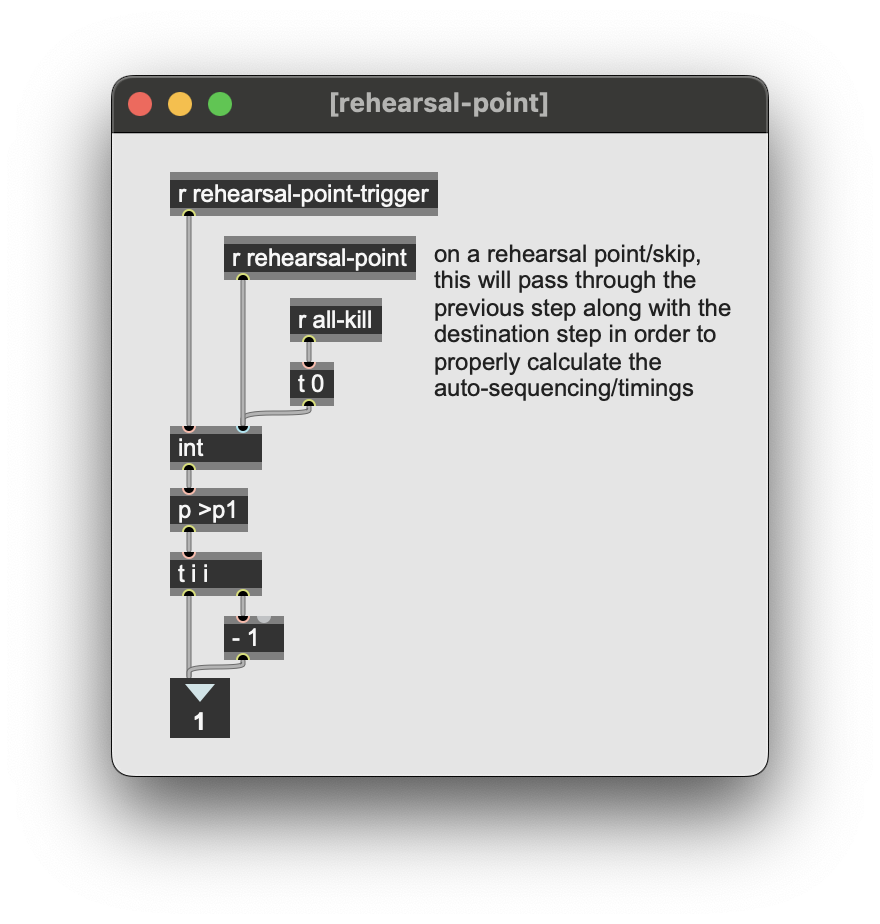 [rehearsal-point]
r rehearsal-point-trigger
r rehearsal-point
on a rehearsal point/skip,
this will pass through the
previous step along with the
destination step in order to
properly calculate the
auto-sequencing/timings
r all-kill
t 0
int
p >p1
t i i
- 1
1